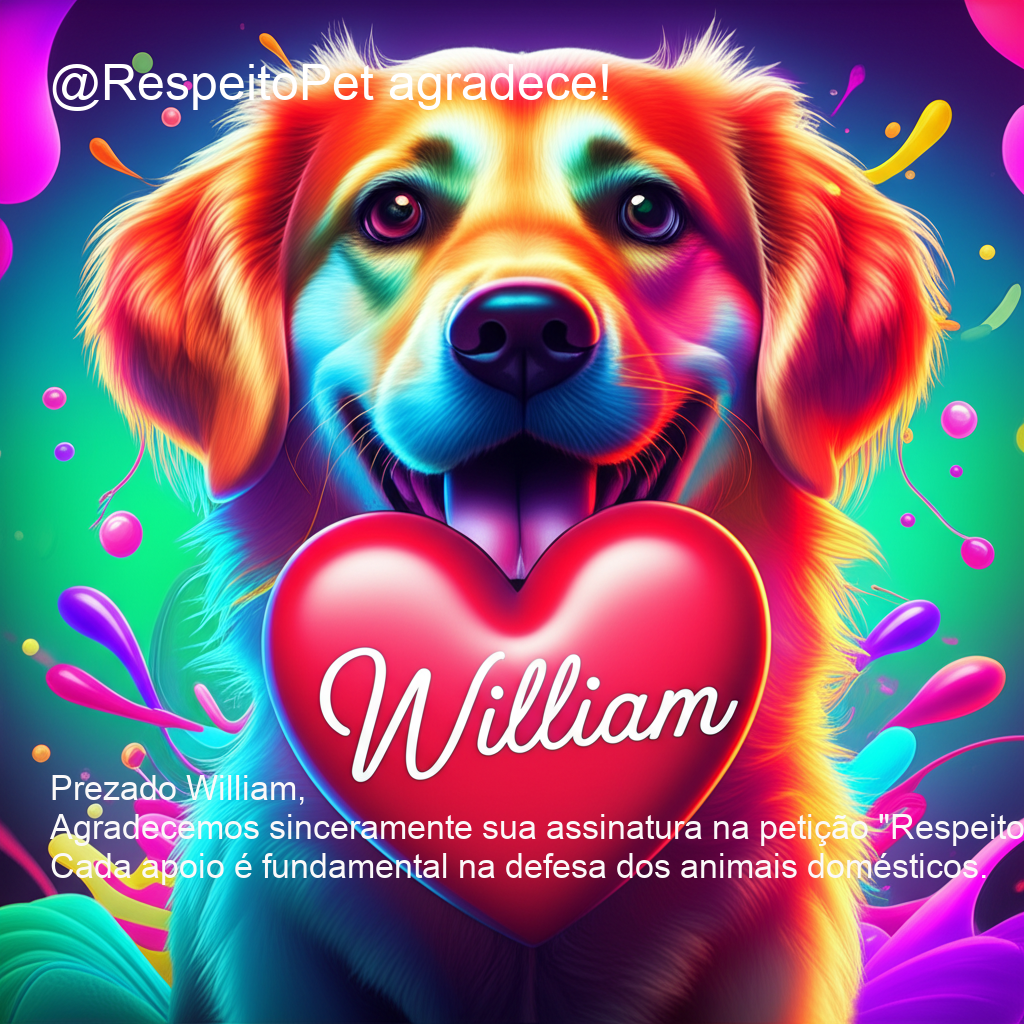 @RespeitoPet agradece!
William
Prezado William,
Agradecemos sinceramente sua assinatura na petição "Respeito
Cada apoio é fundamental na defesa dos animais domésticos.